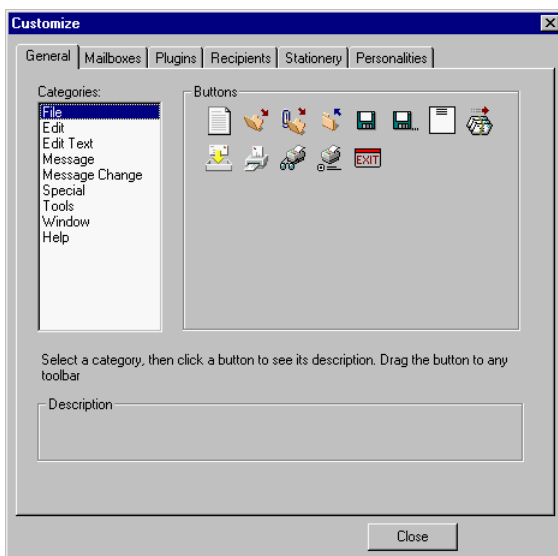 Customize
General Mailboxes Plugins Recipients Stationery Personalities
Categories:
File
Edit
Edit Text
Message
Message Change
Special
Tools
Window
Help
Buttons
EXIT
Select a category, then click a button to see its description. Drag the button to any
toolbar
Description
Close